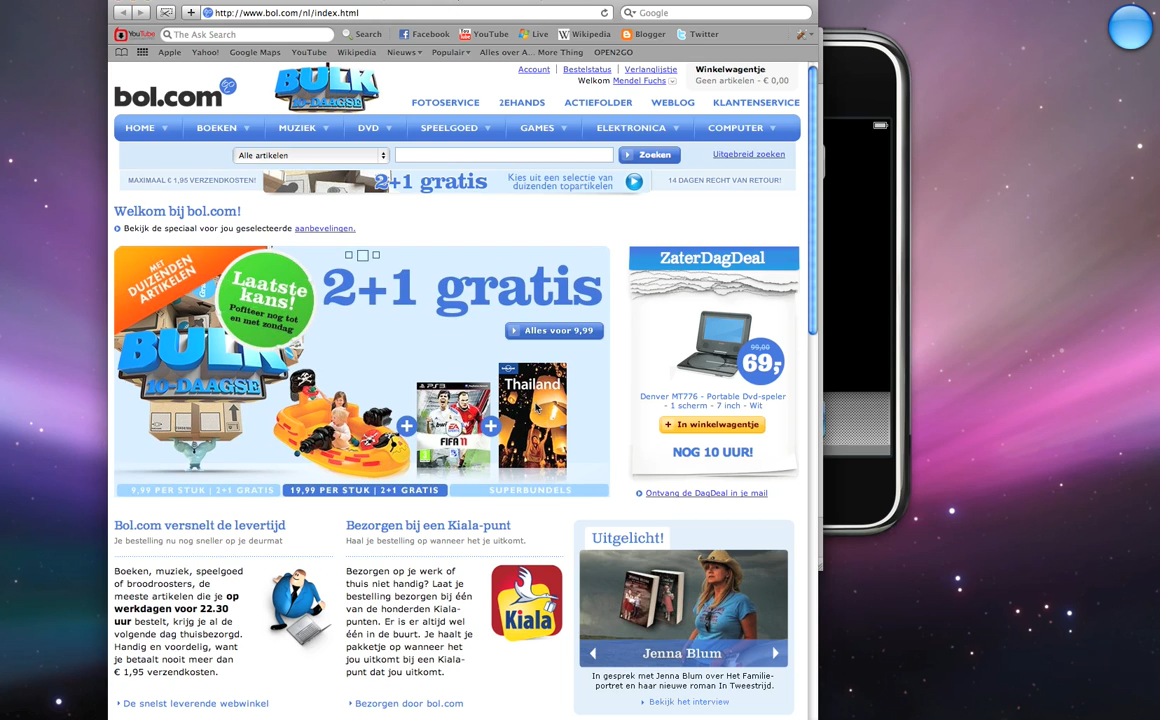 http://www.bol.com/nl/index.html
Google
YouTube
The Ask Search
Search
Facebook
YouTube
Live
Wikipedia
Blogger
Twitter
Apple Yahoo! Google Maps YouTube Wikipedia Nieuws Populair Alles over A... More Thing OPEN2GO
bol.com
go
BULK
10-DAAGSE
Account | Bestelstatus | Verlanglijstje
Welkom Mendel Fuchs
Winkelwagentje
Geen artikelen - € 0,00
FOTOSERVICE 2EHANDS ACTIEFOLDER WEBLOG KLANTENSERVICE
HOME BOEKEN MUZIEK DVD SPEELGOED GAMES ELEKTRONICA COMPUTER
Alle artikelen
Zoeken
Uitgebreid zoeken
MAXIMAAL € 1,95 VERZENDKOSTEN!
2+1 gratis
Kies uit een selectie van
duizenden topartikelen
14 DAGEN RECHT VAN RETOUR!
Welkom bij bol.com!
Bekijk de speciaal voor jou geselecteerde aanbevelingen.
MET
DUIZENDEN
ARTIKELEN
Laatste
kans!
Profiteer nog tot
en met zondag
2+1 gratis
Alles voor 9,99
BULK
10-DAAGSE
PS3
FIFA 11
EA SPORTS
Thailand
9,99 PER STUK | 2+1 GRATIS
19,99 PER STUK | 2+1 GRATIS
SUPERBUNDELS
ZaterDagDeal
99,00
69,-
Denver MT776 - Portable Dvd-speler
- 1 scherm - 7 inch - Wit
+ In winkelwagentje
NOG 10 UUR!
Ontvang de DagDeal in je mail
Bol.com versnelt de levertijd
Je bestelling nu nog sneller op je deurmat
Boeken, muziek, speelgoed
of broodroosters, de
meeste artikelen die je op
werkdagen voor 22.30
uur bestelt, krijg je al de
volgende dag thuisbezorgd.
Handig en voordelig, want
je betaalt nooit meer dan
€ 1,95 verzendkosten.
De snelst leverende webwinkel
Bezorgen bij een Kiala-punt
Haal je bestelling op wanneer het je uitkomt.
Bezorgen op je werk of
thuis niet handig? Laat je
bestelling bezorgen bij één
van de honderden Kiala-
punten. Er is er altijd wel
één in de buurt. Je haalt je
pakketje op wanneer het
jou uitkomt bij een Kiala-
punt dat jou uitkomt.
Kiala
Bezorgen door bol.com
Uitgelicht!
Jenna Blum
In gesprek met Jenna Blum over Het Familie-
portret en haar nieuwe roman In Tweestrijd.
Bekijk het interview